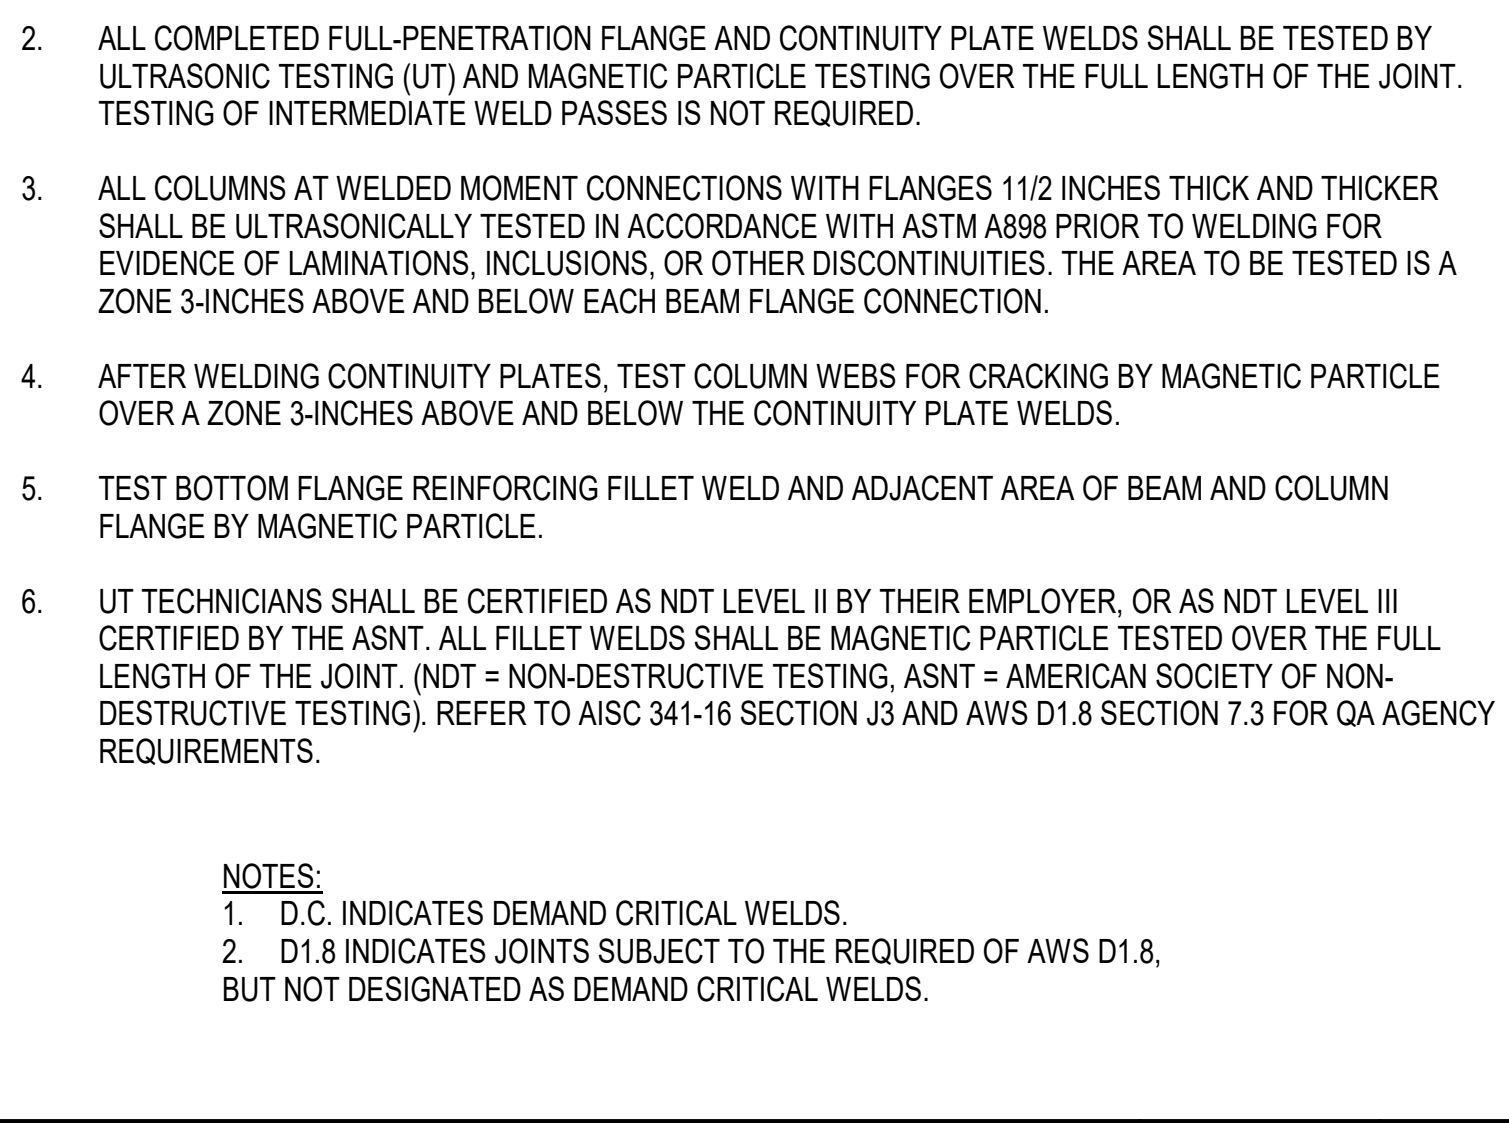 2. ALL COMPLETED FULL-PENETRATION FLANGE AND CONTINUITY PLATE WELDS SHALL BE TESTED BY
ULTRASONIC TESTING (UT) AND MAGNETIC PARTICLE TESTING OVER THE FULL LENGTH OF THE JOINT.
TESTING OF INTERMEDIATE WELD PASSES IS NOT REQUIRED.
3. ALL COLUMNS AT WELDED MOMENT CONNECTIONS WITH FLANGES 11/2 INCHES THICK AND THICKER
SHALL BE ULTRASONICALLY TESTED IN ACCORDANCE WITH ASTM A898 PRIOR TO WELDING FOR
EVIDENCE OF LAMINATIONS, INCLUSIONS, OR OTHER DISCONTINUITIES. THE AREA TO BE TESTED IS A
ZONE 3-INCHES ABOVE AND BELOW EACH BEAM FLANGE CONNECTION.
4. AFTER WELDING CONTINUITY PLATES, TEST COLUMN WEBS FOR CRACKING BY MAGNETIC PARTICLE
OVER A ZONE 3-INCHES ABOVE AND BELOW THE CONTINUITY PLATE WELDS.
5. TEST BOTTOM FLANGE REINFORCING FILLET WELD AND ADJACENT AREA OF BEAM AND COLUMN
FLANGE BY MAGNETIC PARTICLE.
6. UT TECHNICIANS SHALL BE CERTIFIED AS NDT LEVEL II BY THEIR EMPLOYER, OR AS NDT LEVEL III
CERTIFIED BY THE ASNT. ALL FILLET WELDS SHALL BE MAGNETIC PARTICLE TESTED OVER THE FULL
LENGTH OF THE JOINT. (NDT = NON-DESTRUCTIVE TESTING, ASNT = AMERICAN SOCIETY OF NON-
DESTRUCTIVE TESTING). REFER TO AISC 341-16 SECTION J3 AND AWS D1.8 SECTION 7.3 FOR QA AGENCY
REQUIREMENTS.
NOTES:
1. D.C. INDICATES DEMAND CRITICAL WELDS.
2. D1.8 INDICATES JOINTS SUBJECT TO THE REQUIRED OF AWS D1.8,
BUT NOT DESIGNATED AS DEMAND CRITICAL WELDS.